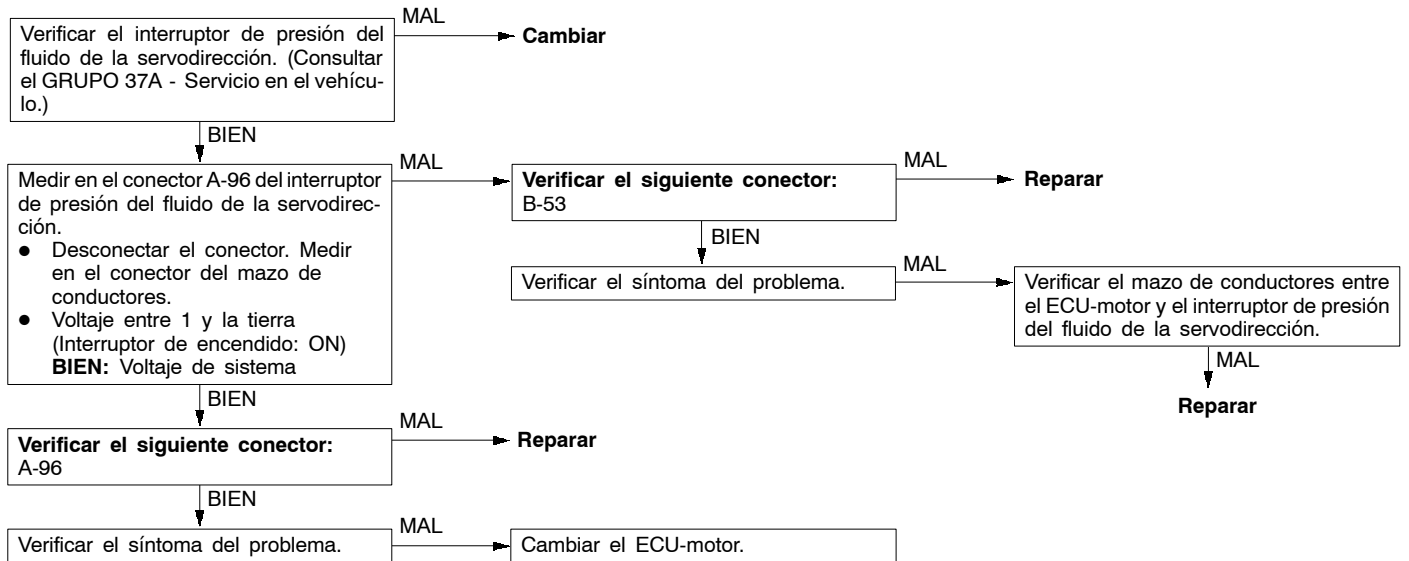 Verificar el interruptor de presión del
fluido de la servodirección. (Consultar
el GRUPO 37A - Servicio en el vehícu-
lo.)
MAL
Cambiar
BIEN
Medir en el conector A-96 del interruptor
de presión del fluido de la servodirec-
ción.
● Desconectar el conector. Medir
en el conector del mazo de
conductores.
● Voltaje entre 1 y la tierra
(Interruptor de encendido: ON)
BIEN: Voltaje de sistema
MAL
Verificar el siguiente conector:
B-53
MAL
Reparar
BIEN
Verificar el síntoma del problema.
MAL
Verificar el mazo de conductores entre
el ECU-motor y el interruptor de presión
del fluido de la servodirección.
MAL
Reparar
BIEN
Verificar el siguiente conector:
A-96
MAL
Reparar
BIEN
Verificar el síntoma del problema.
MAL
Cambiar el ECU-motor.